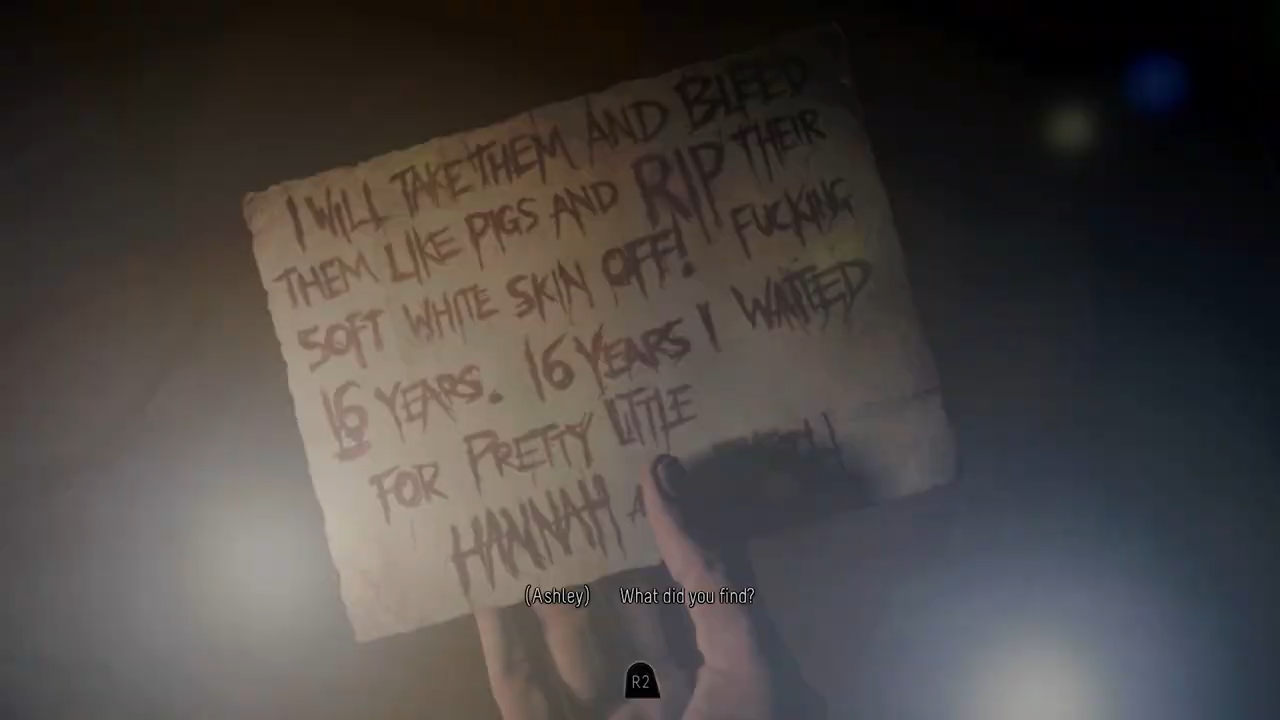 I WILL TAKE THEM AND BLEED
THEM LIKE PIGS AND RIP THEIR
SOFT WHITE SKIN OFF! FUCKING
16 YEARS. 16 YEARS I WAITED
FOR PRETTY LITTLE
HANNAH
(Ashley) What did you find?
R2